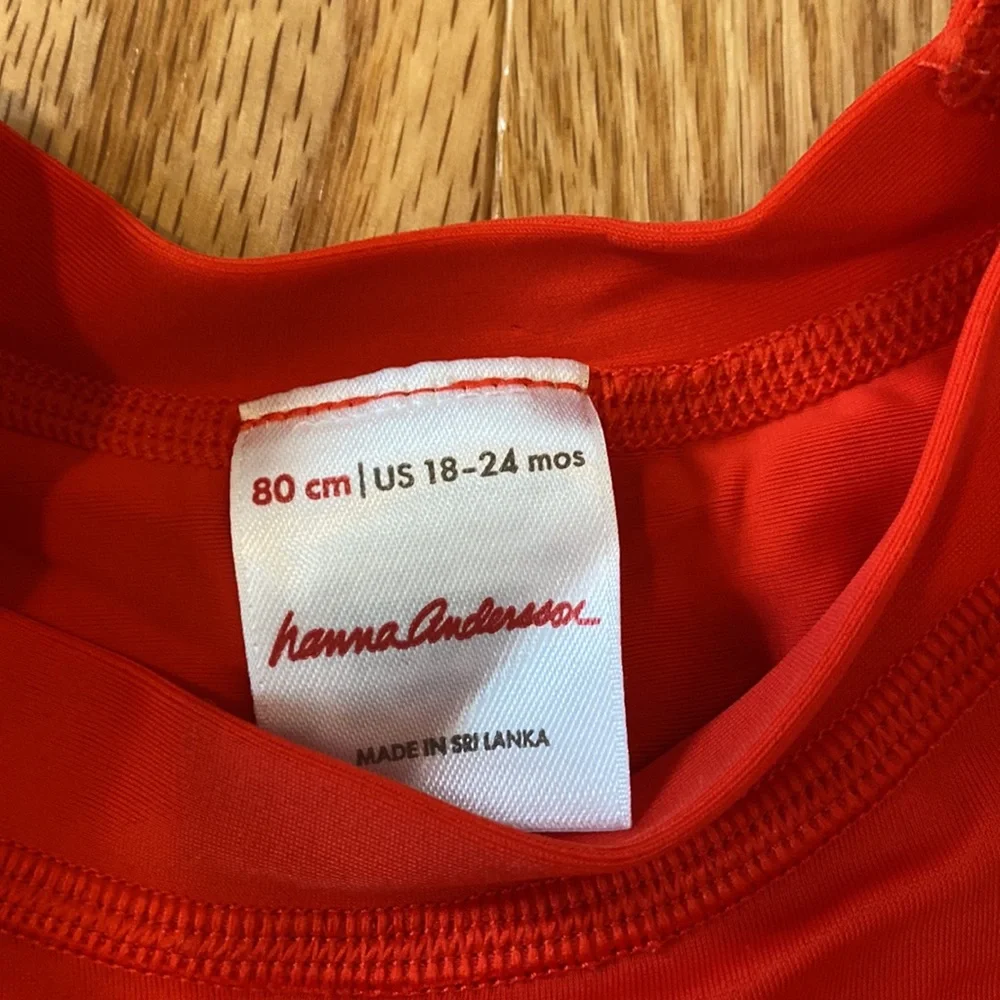 80 cm | US 18-24 mos
hanna Andersson
MADE IN SRI LANKA